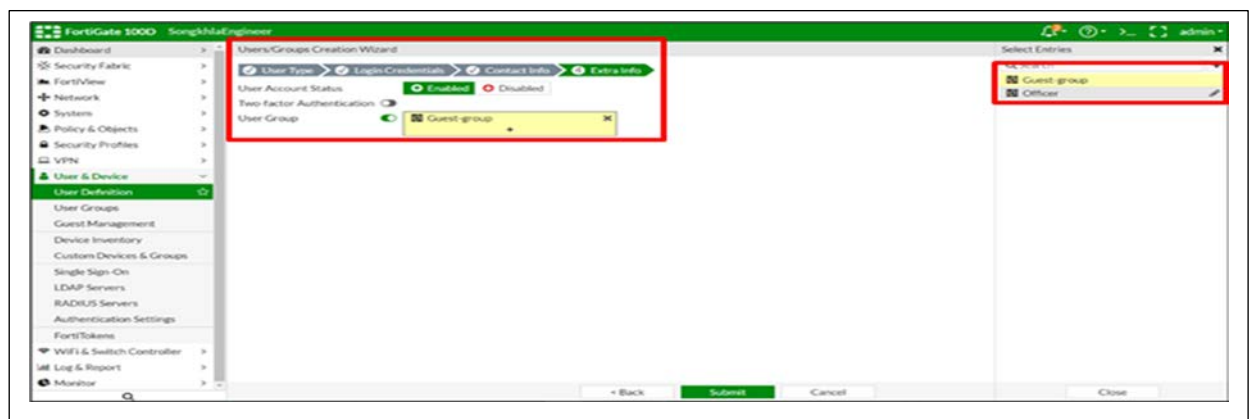 FortiGate 100D SongkhlaEngineer
admin
Dashboard
Security Fabric
FortiView
Network
System
Policy & Objects
Security Profiles
VPN
User & Device
User Definition
User Groups
Guest Management
Device Inventory
Custom Devices & Groups
Single Sign-On
LDAP Servers
RADIUS Servers
Authentication Settings
FortiTokens
WiFi & Switch Controller
Log & Report
Monitor
Users/Groups Creation Wizard
User Type
Login Credentials
Contact Info
4 Extra Info
User Account Status
Enabled
Disabled
Two-factor Authentication
User Group
Guest-group
< Back
Submit
Cancel
Select Entries
Search
Guest-group
Officer
Close